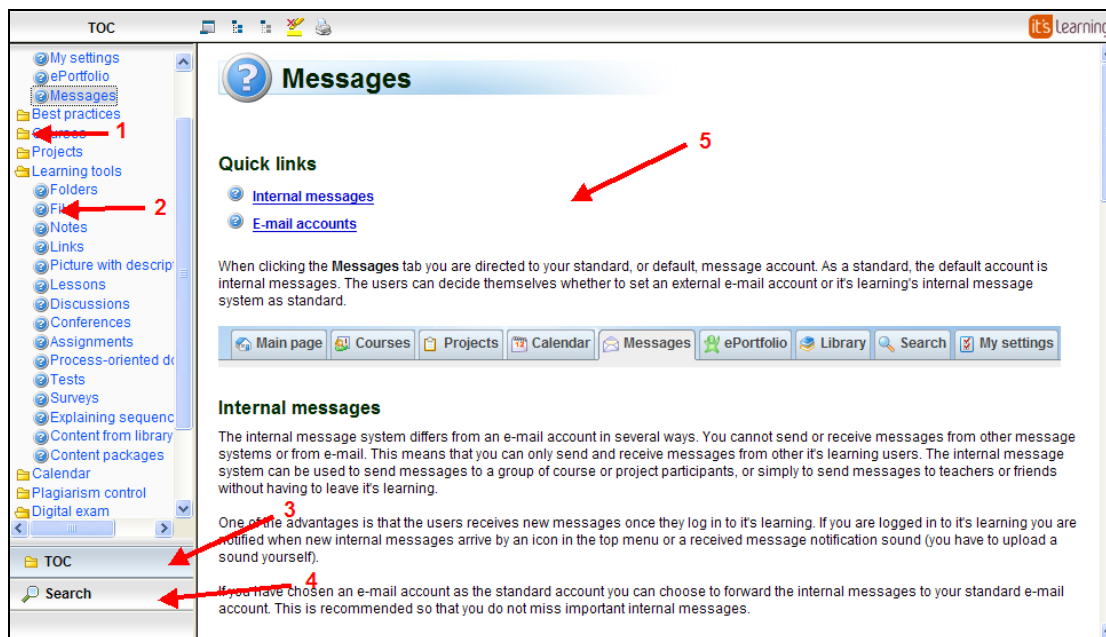 TOC
it's learning
My settings
ePortfolio
Messages
Best practices
Courses
1
Projects
Learning tools
Folders
2
Notes
Links
Picture with descrip
Lessons
Discussions
Conferences
Assignments
Process-oriented do
Tests
Surveys
Explaining sequenc
Content from library
Content packages
Calendar
Plagiarism control
Digital exam
3
TOC
4
Search
Messages
5
Quick links
Internal messages
E-mail accounts
When clicking the Messages tab you are directed to your standard, or default, message account. As a standard, the default account is
internal messages. The users can decide themselves whether to set an external e-mail account or it's learning's internal message
system as standard.
Main page Courses Projects Calendar Messages ePortfolio Library Search My settings
Internal messages
The internal message system differs from an e-mail account in several ways. You cannot send or receive messages from other message
systems or from e-mail. This means that you can only send and receive messages from other it's learning users. The internal message
system can be used to send messages to a group of course or project participants, or simply to send messages to teachers or friends
without having to leave it's learning.
One of the advantages is that the users receives new messages once they log in to it's learning. If you are logged in to it's learning you are
notified when new internal messages arrive by an icon in the top menu or a received message notification sound (you have to upload a
sound yourself).
If you have chosen an e-mail account as the standard account you can choose to forward the internal messages to your standard e-mail
account. This is recommended so that you do not miss important internal messages.